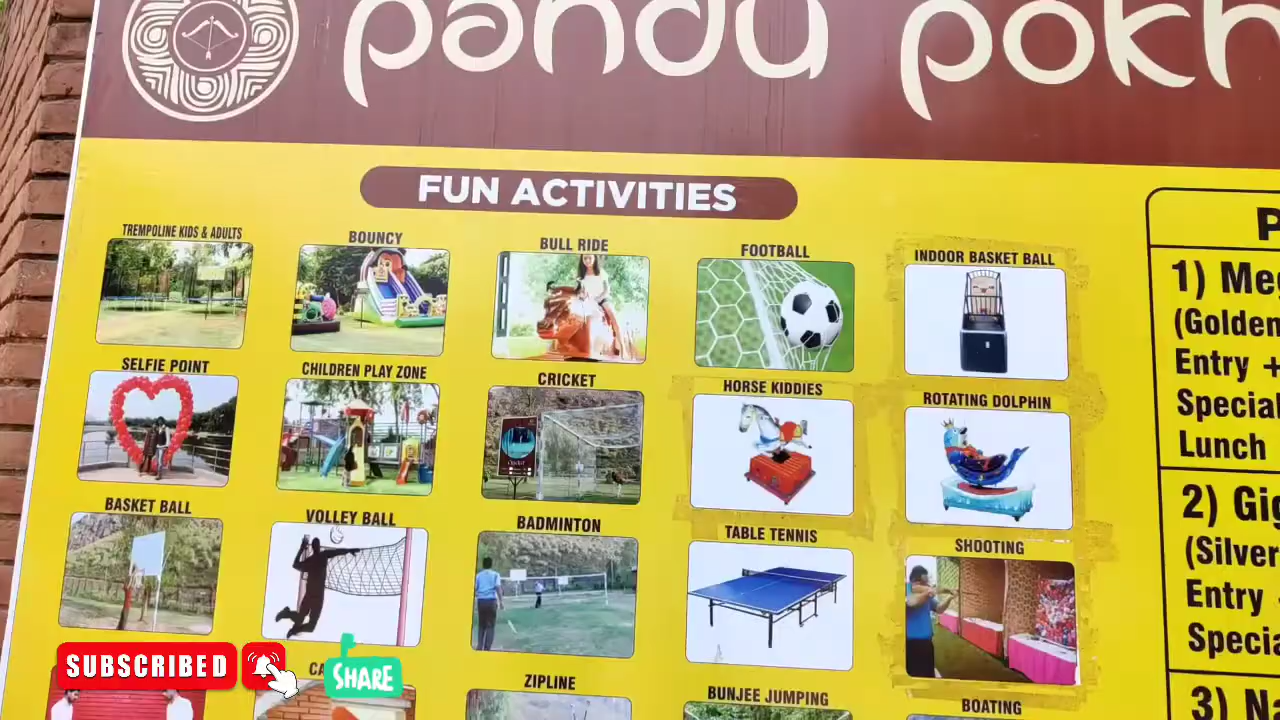 pandu pokh
FUN ACTIVITIES
TREMPOLINE KIDS & ADULTS
BOUNCY
BULL RIDE
FOOTBALL
INDOOR BASKET BALL
SELFIE POINT
CHILDREN PLAY ZONE
CRICKET
HORSE KIDDIES
ROTATING DOLPHIN
BASKET BALL
VOLLEY BALL
BADMINTON
TABLE TENNIS
SHOOTING
ZIPLINE
BUNJEE JUMPING
BOATING
1) Me
(Golden
Entry +
Special
Lunch
2) Gig
(Silver
Entry
Specia
3) Na
SUBSCRIBED
SHARE